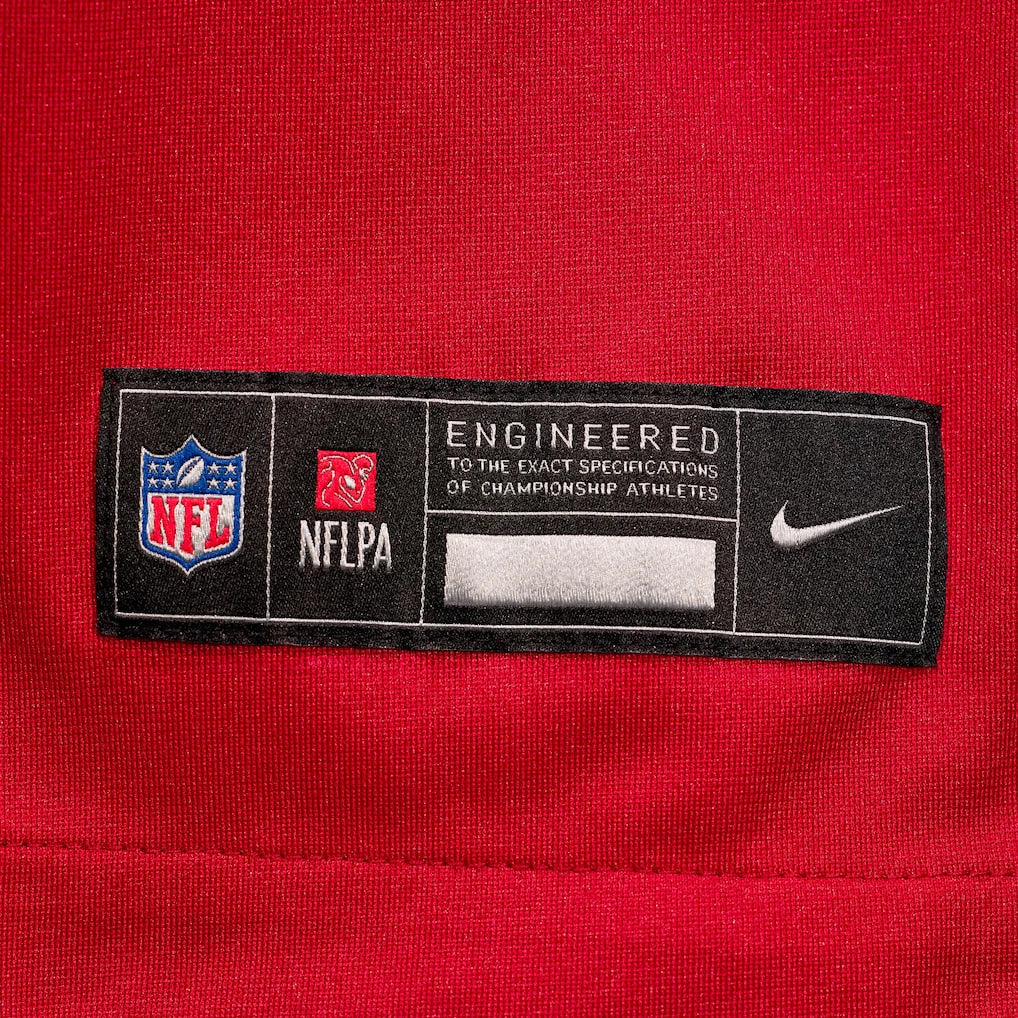 NFL
NFLPA
ENGINEERED
TO THE EXACT SPECIFICATIONS
OF CHAMPIONSHIP ATHLETES